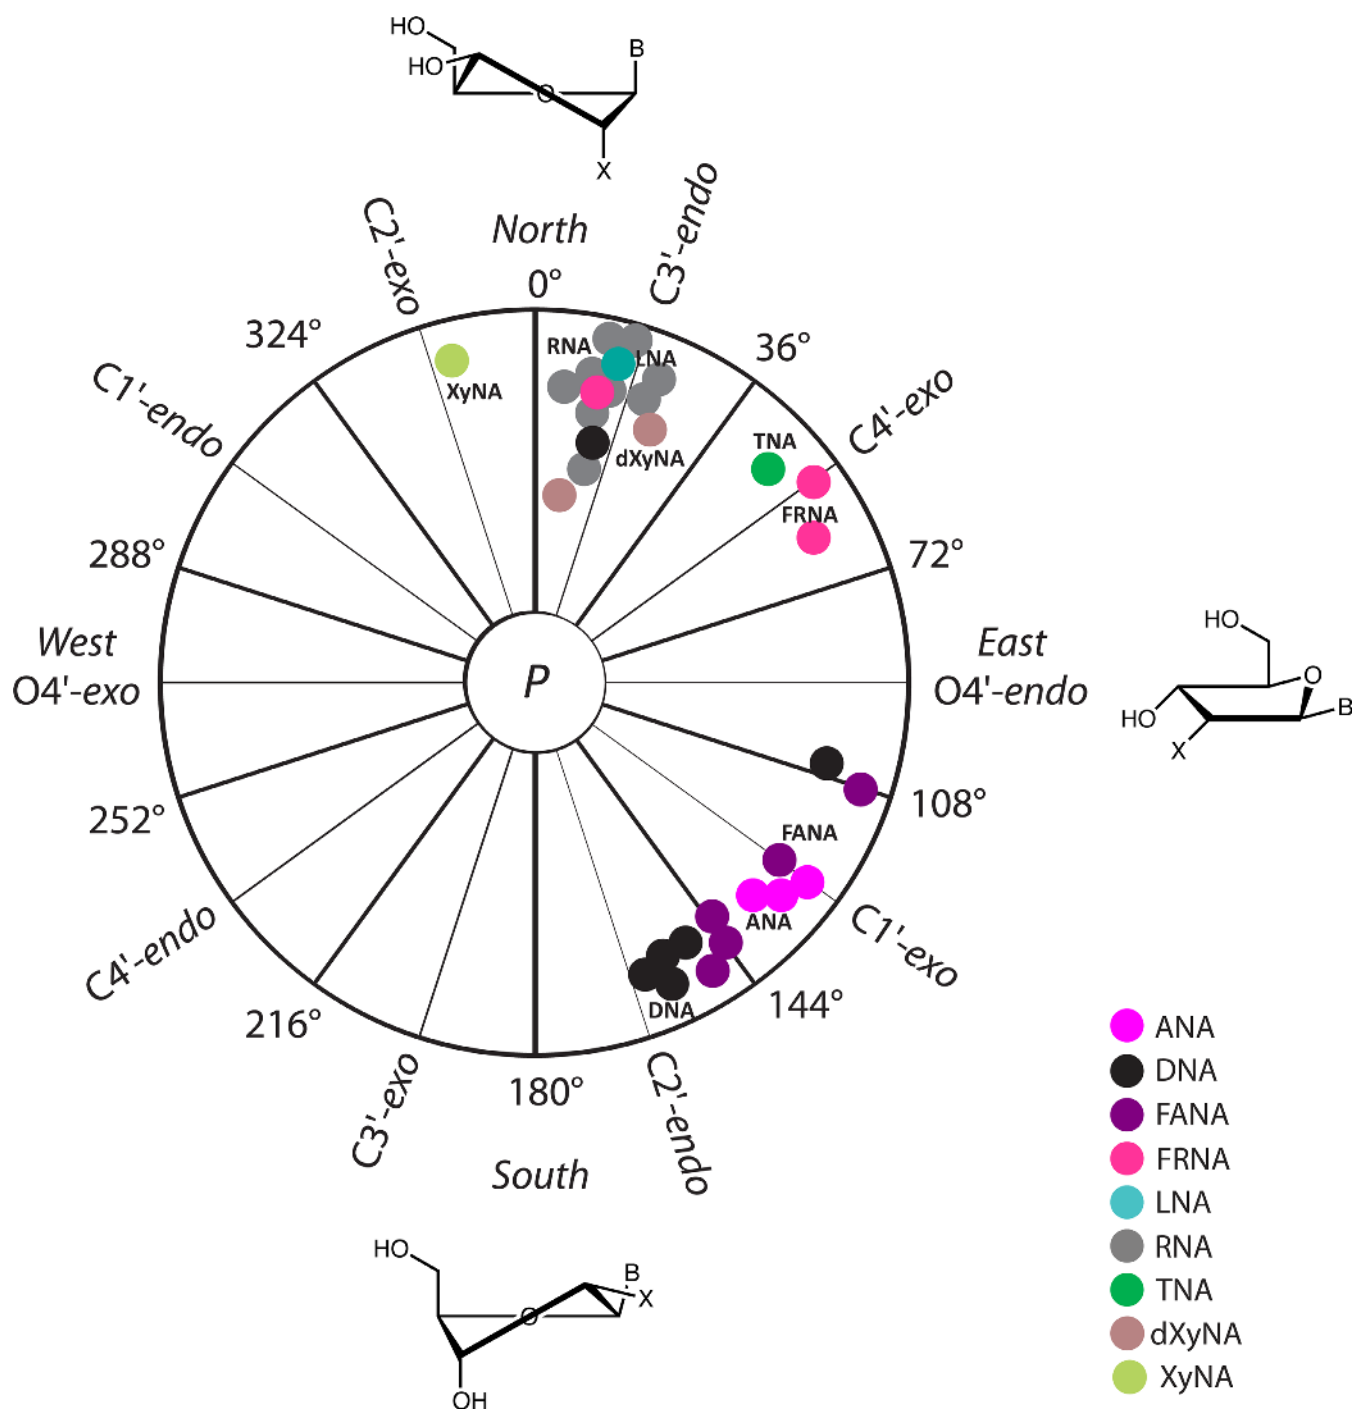 HO
HO
O
B
X
North
0°
C2'-exo
C3'-endo
324°
36°
C1'-endo
C4'-exo
RNA
LNA
XyNA
dXyNA
TNA
FRNA
288°
72°
West
O4'-exo
P
East
O4'-endo
HO
O
HO
X
B
252°
108°
FANA
ANA
DNA
C4'-endo
C1'-exo
216°
144°
C3'-exo
180°
C2'-endo
South
HO
O
B
X
OH
ANA
DNA
FANA
FRNA
LNA
RNA
TNA
dXyNA
XyNA